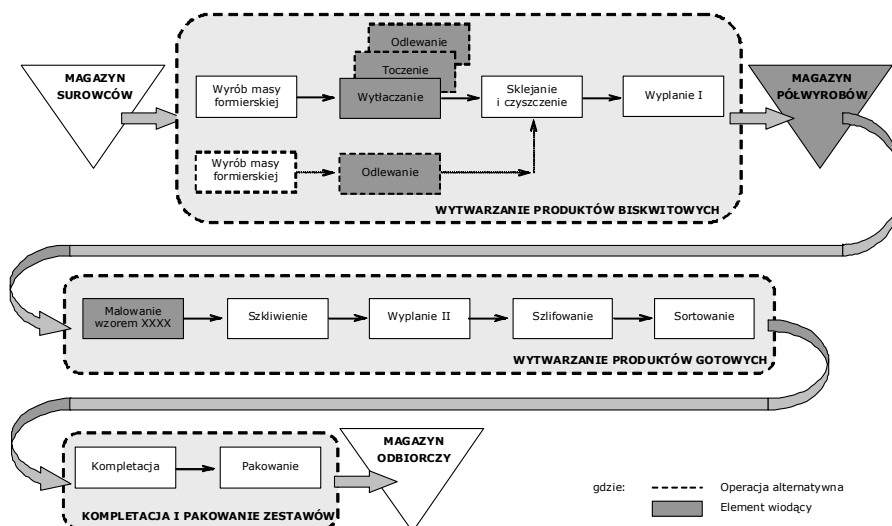 MAGAZYN
SUROWCÓW
Wyrób masy
formierskiej
Odlewanie
Toczenie
Wytłaczanie
Sklejanie
i czyszczenie
Wyplanie I
MAGAZYN
PÓŁWYROBÓW
Wyrób masy
formierskiej
Odlewanie
WYTWARZANIE PRODUKTÓW BISKWITOWYCH
Malowanie
wzorem XXXX
Szkliwienie
Wyplanie II
Szlifowanie
Sortowanie
WYTWARZANIE PRODUKTÓW GOTOWYCH
Kompletacja
Pakowanie
KOMPLETACJA I PAKOWANIE ZESTAWÓW
MAGAZYN
ODBIORCZY
gdzie:
Operacja alternatywna
Element wiodący